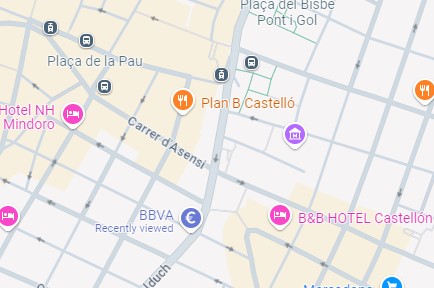 Plaça del Bisbe
Pont i Gol
Plaça de la Pau
Plan B Castelló
Hotel NH
Mindoro
Carrer d'Asensi
BBVA
Recently viewed
B&B HOTEL Castellón
Mercadona